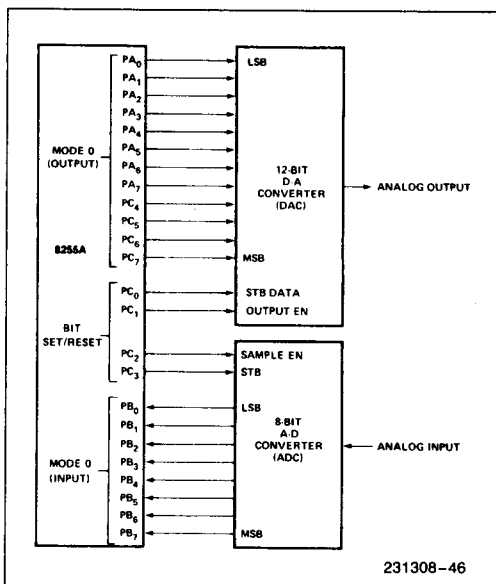 PA0
PA1
PA2
PA3
PA4
PA5
PA6
PA7
PC4
PC5
PC6
PC7
MODE 0
(OUTPUT)
8255A
PC0
PC1
PC2
PC3
BIT
SET/RESET
PB0
PB1
PB2
PB3
PB4
PB5
PB6
PB7
MODE 0
(INPUT)
LSB
12-BIT
D-A
CONVERTER
(DAC)
MSB
STB DATA
OUTPUT EN
ANALOG OUTPUT
SAMPLE EN
STB
LSB
8-BIT
A-D
CONVERTER
(ADC)
MSB
ANALOG INPUT
231308-46